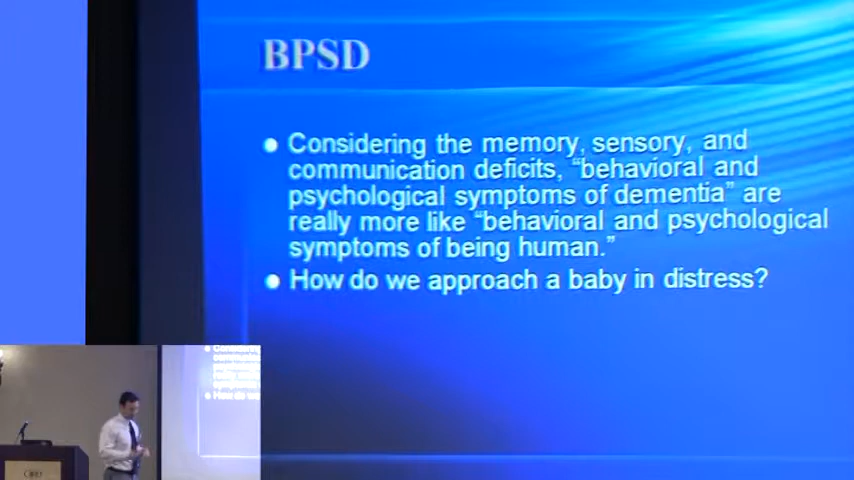 BPSD
● Considering the memory, sensory, and
communication deficits, “behavioral and
psychological symptoms of dementia” are
really more like “behavioral and psychological
symptoms of being human.”
● How do we approach a baby in distress?